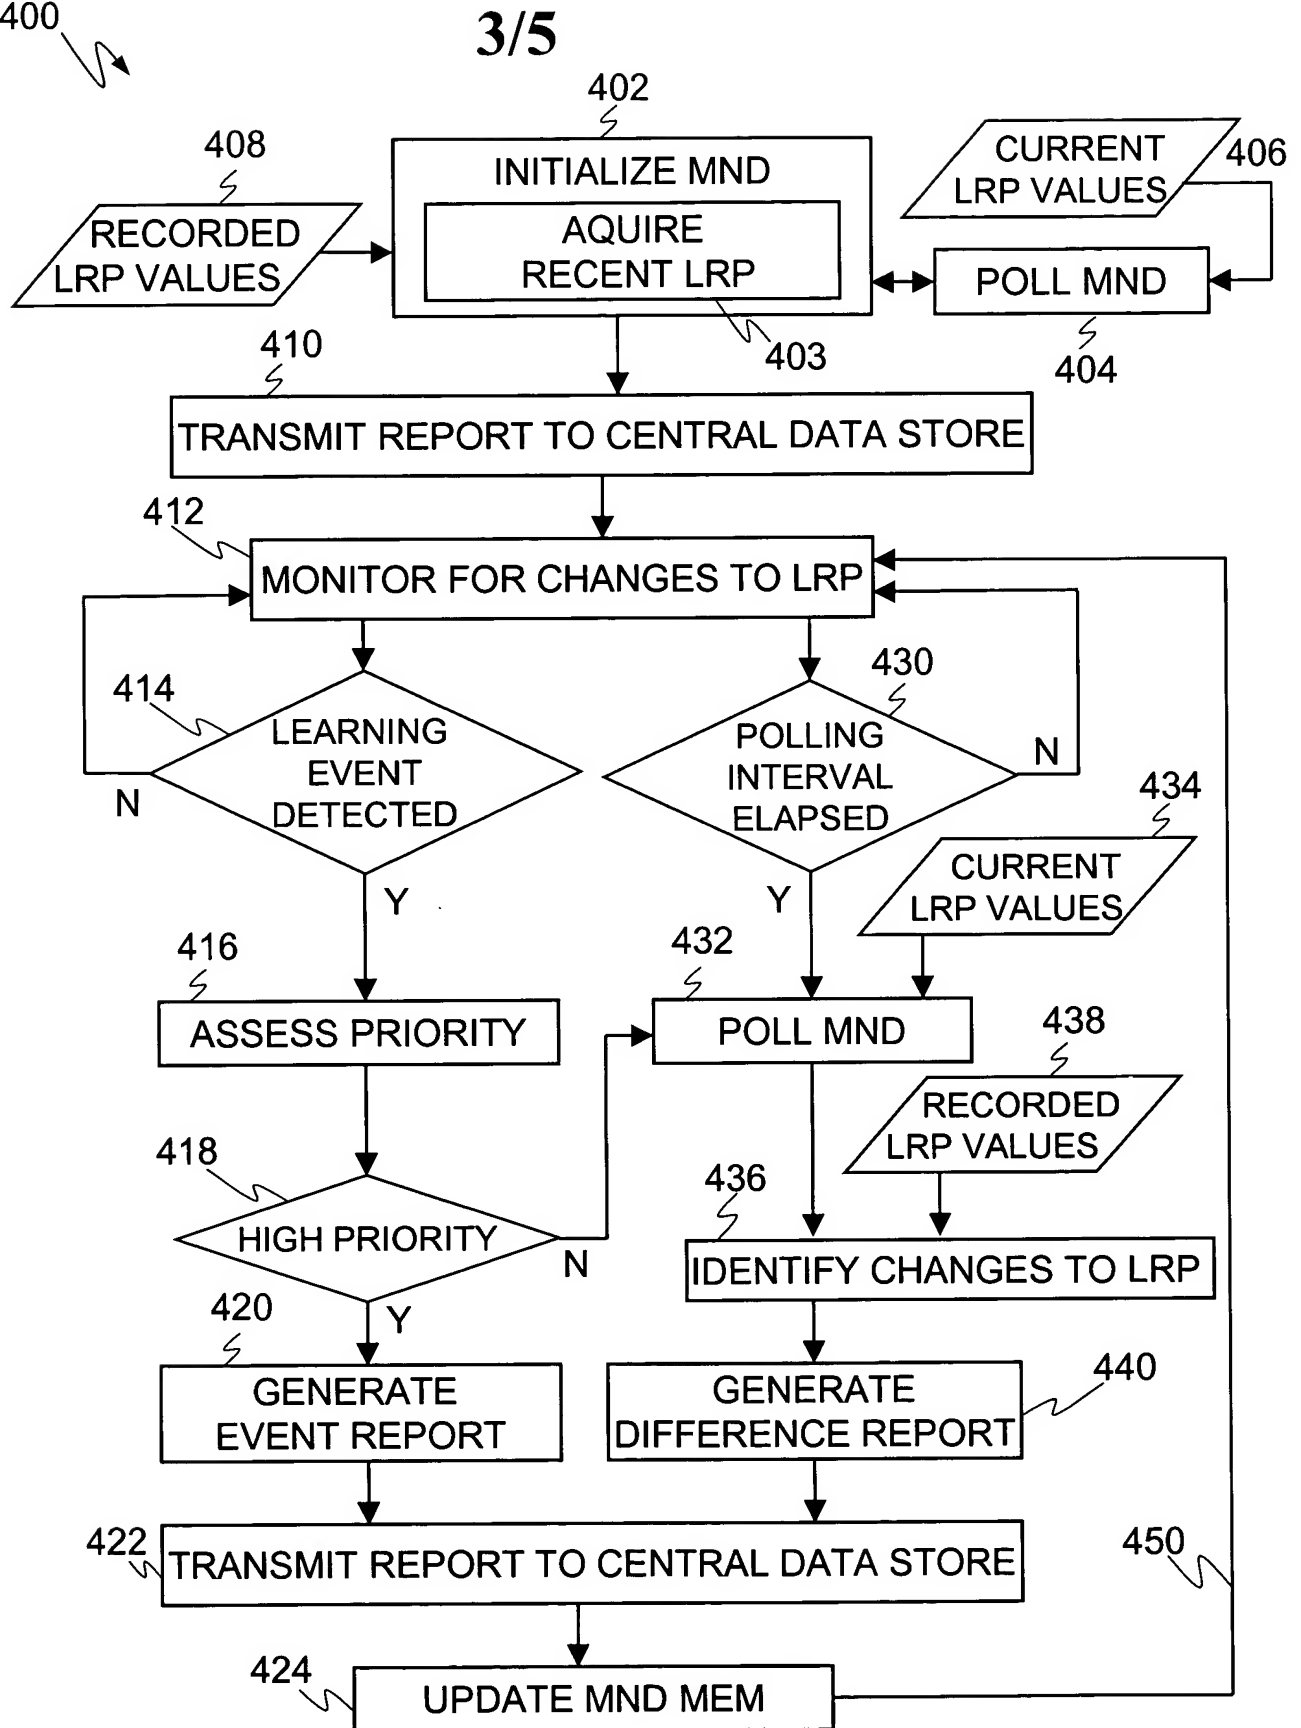 400
3/5
402
408
INITIALIZE MND
CURRENT
LRP VALUES
406
RECORDED
LRP VALUES
AQUIRE
RECENT LRP
POLL MND
403
404
410
TRANSMIT REPORT TO CENTRAL DATA STORE
412
MONITOR FOR CHANGES TO LRP
414
LEARNING
EVENT
DETECTED
N
430
POLLING
INTERVAL
ELAPSED
N
434
CURRENT
LRP VALUES
Y
Y
416
ASSESS PRIORITY
432
POLL MND
438
RECORDED
LRP VALUES
418
HIGH PRIORITY
N
436
IDENTIFY CHANGES TO LRP
Y
420
GENERATE
EVENT REPORT
GENERATE
DIFFERENCE REPORT
440
422
TRANSMIT REPORT TO CENTRAL DATA STORE
450
424
UPDATE MND MEM